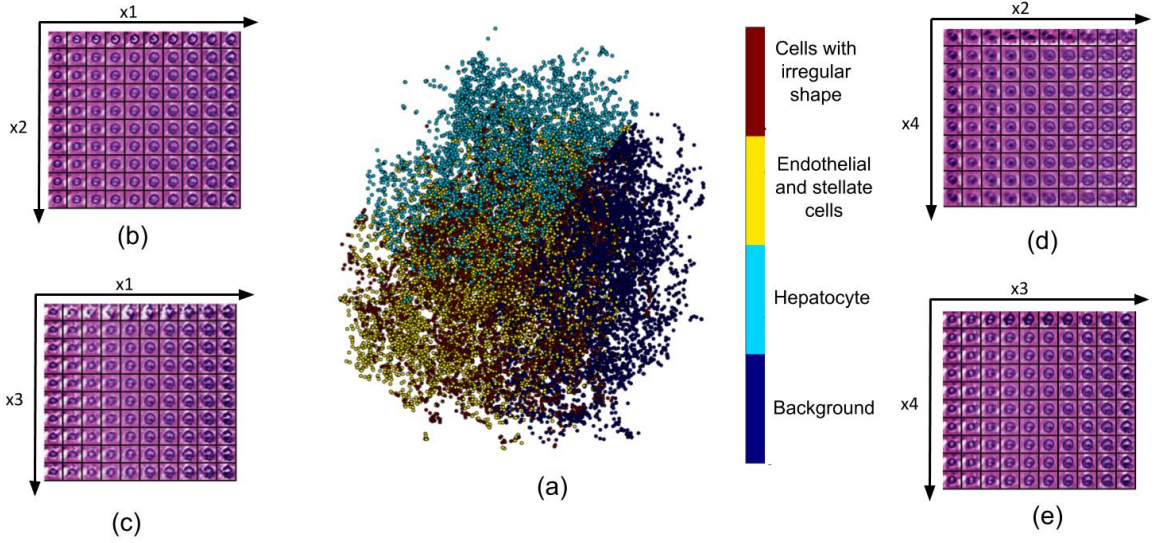 x1
x2
(b)
x1
x3
(c)
(a)
Cells with
irregular
shape
Endothelial
and stellate
cells
Hepatocyte
Background
x2
x4
(d)
x3
x4
(e)